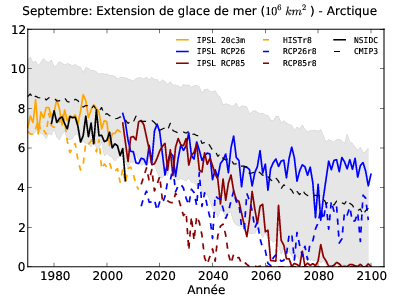 Septembre: Extension de glace de mer (10⁶ km²) - Arctique
12
10
8
6
4
2
0
IPSL 20c3m
IPSL RCP26
IPSL RCP85
HISTr8
RCP26r8
RCP85r8
NSIDC
CMIP3
1980 2000 2020 2040 2060 2080 2100
Année